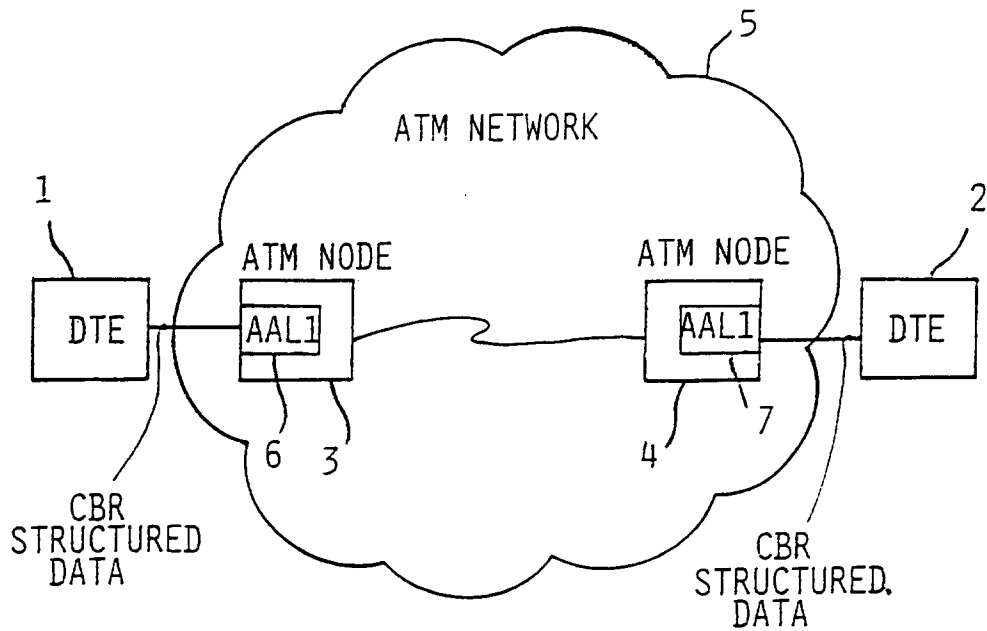 5
ATM NETWORK
1
2
ATM NODE
ATM NODE
DTE
AAL1
AAL1
DTE
6
3
4
7
CBR
STRUCTURED
DATA
CBR
STRUCTURED.
DATA